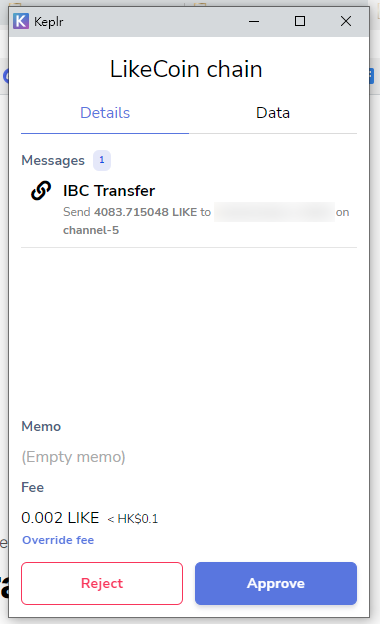 Keplr
LikeCoin chain
Details
Data
Messages 1
IBC Transfer
Send 4083.715048 LIKE to on
channel-5
Memo
(Empty memo)
Fee
0.002 LIKE < HK$0.1
Override fee
Reject
Approve